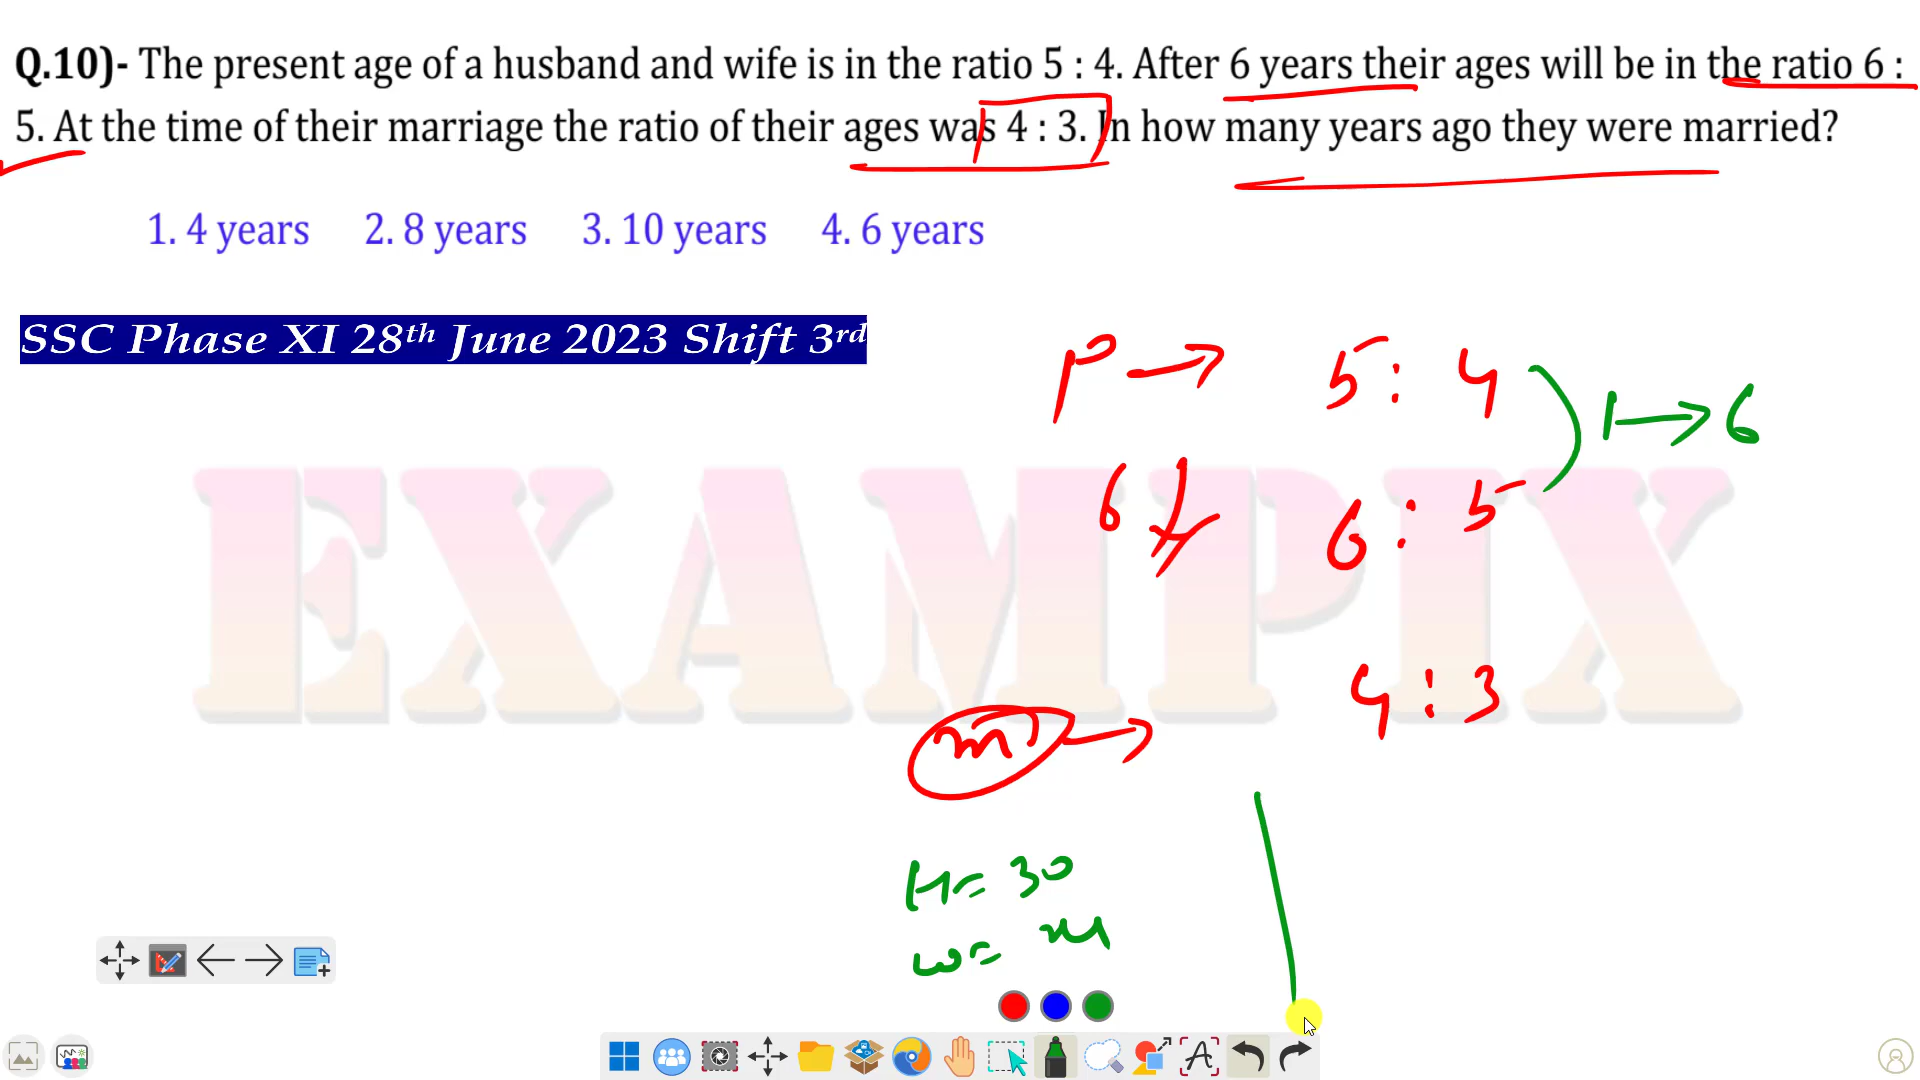 Q.10)- The present age of a husband and wife is in the ratio 5 : 4. After 6 years their ages will be in the ratio 6 :
5. At the time of their marriage the ratio of their ages was 4 : 3. In how many years ago they were married?
1. 4 years 2. 8 years 3. 10 years 4. 6 years
SSC Phase XI 28th June 2023 Shift 3rd
P → 5 : 4
1 → 6
6 6 : 5
EXAMPIX
4 : 3
m →
H = 30
w =